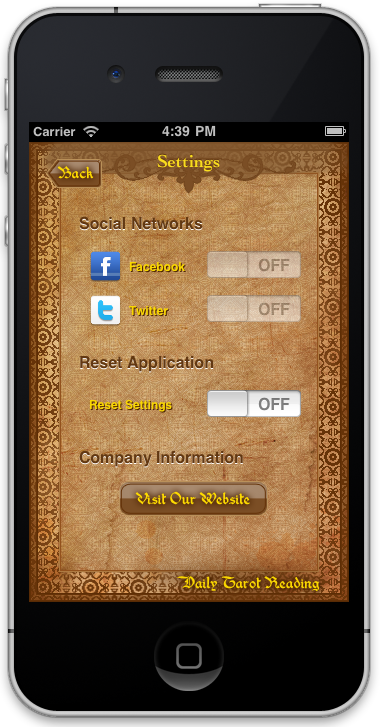 Carrier 4:39 PM
Back Settings
Social Networks
f Facebook OFF
t Twitter OFF
Reset Application
Reset Settings OFF
Company Information
Visit Our Website
Daily Tarot Reading